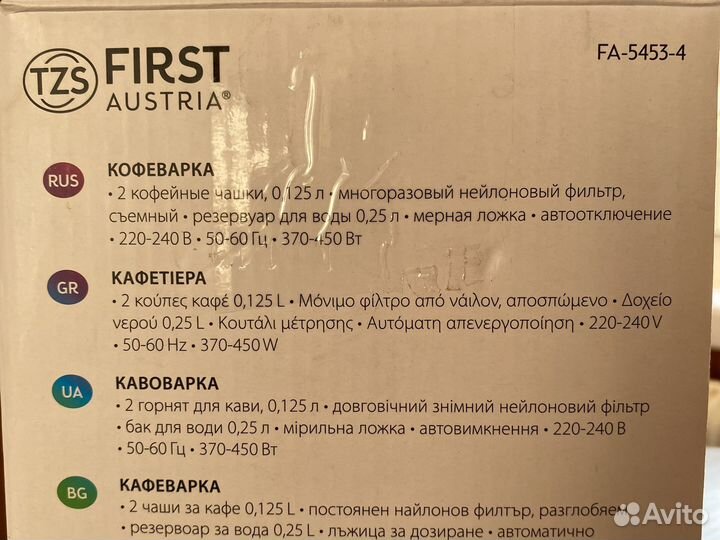 TZS FIRST AUSTRIA®
FA-5453-4
RUS
КОФЕВАРКА
• 2 кофейные чашки, 0,125 л • многоразовый нейлоновый фильтр,
съемный • резервуар для воды 0,25 л • мерная ложка • автоотключение
• 220-240 В • 50-60 Гц • 370-450 Вт
GR
ΚΑΦΕΤΙΕΡΑ
• 2 κούπες καφέ 0,125 L • Μόνιμο φίλτρο από νάιλον, αποσπώμενο • Δοχείο
νερού 0,25 L • Κουτάλι μέτρησης • Αυτόματη απενεργοποίηση • 220-240 V
• 50-60 Hz • 370-450 W
UA
КАВОВАРКА
• 2 горнят для кави, 0,125 л • довговічний знімний нейлоновий фільтр
• бак для води 0,25 л • мірильна ложка • автовимкнення • 220-240 В
• 50-60 Гц • 370-450 Вт
BG
КАФЕВАРКА
• 2 чаши за кафе 0,125 L • постоянен найлонов филтър, разглобяем
• резервоар за вода 0,25 L • лъжица за дозиране • автоматично
Avito